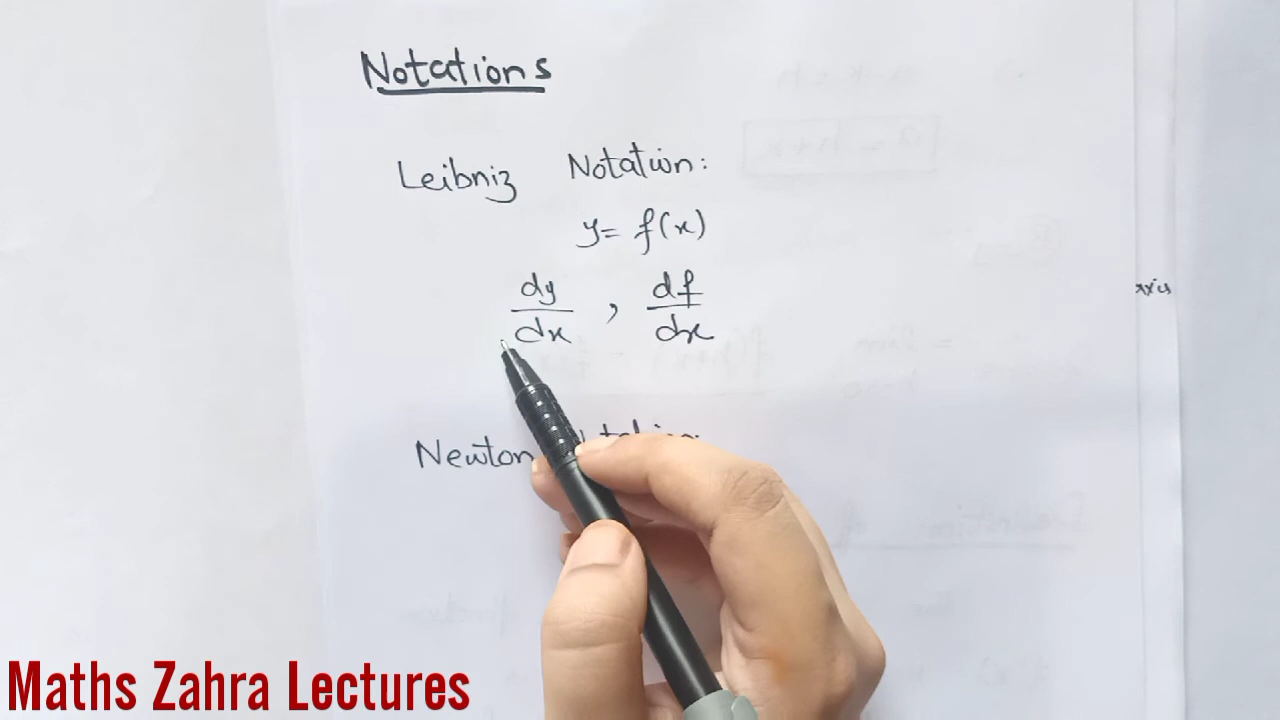 Notations
Leibniz Notation:
y = f(x)
dy/dx , df/dx
Newton
Maths Zahra Lectures